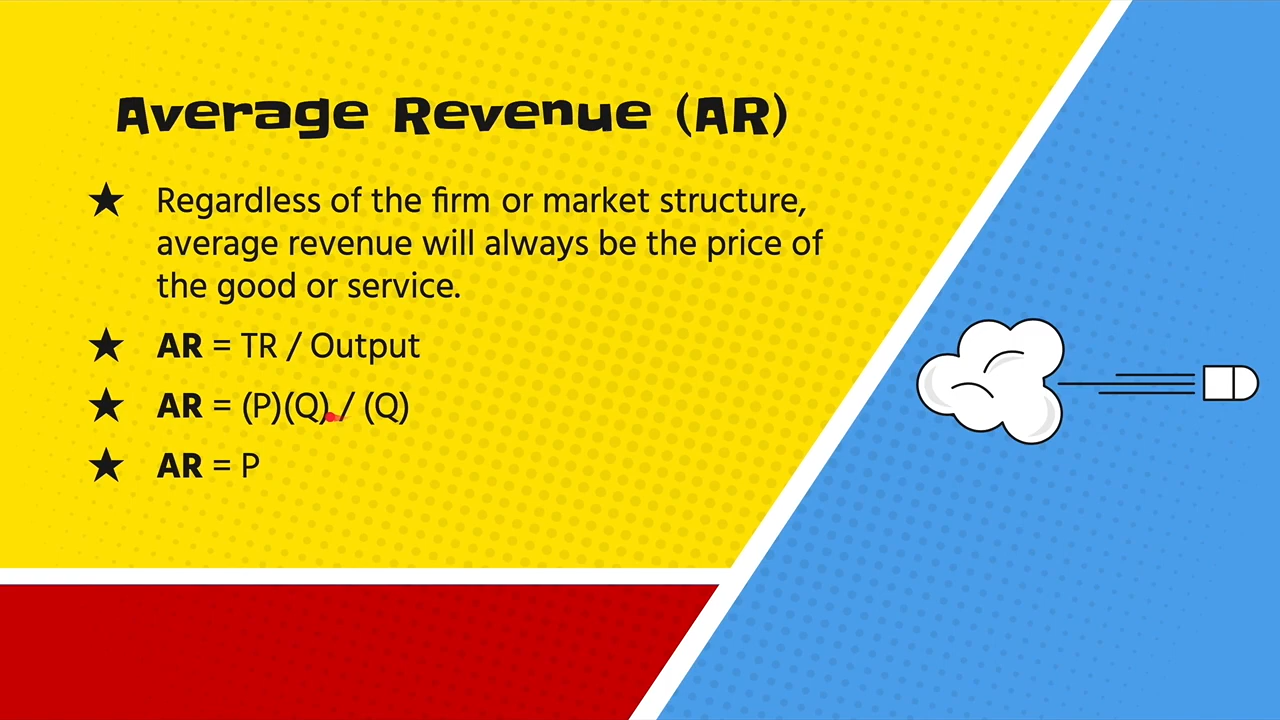 Average Revenue (AR)
★ Regardless of the firm or market structure,
average revenue will always be the price of
the good or service.
★ AR = TR / Output
★ AR = (P)(Q) / (Q)
★ AR = P